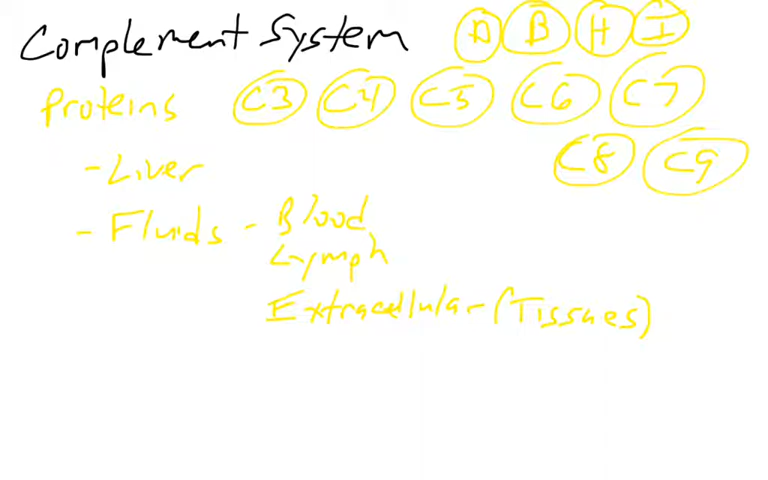 Complement System D B H I
Proteins C3 C4 C5 C6 C7
C8 C9
- Liver
- Fluids - Blood
Lymph
Extracellular (Tissues)